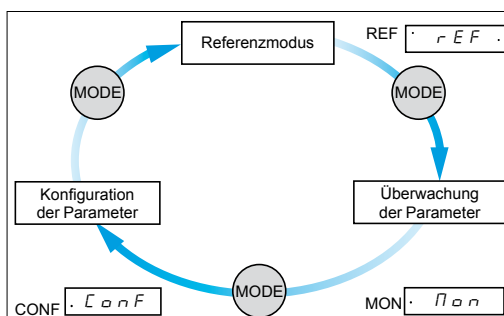 Referenzmodus
REF
rEF
MODE
MODE
Konfiguration
der Parameter
Überwachung
der Parameter
MODE
CONF
ConF
MON
Mon